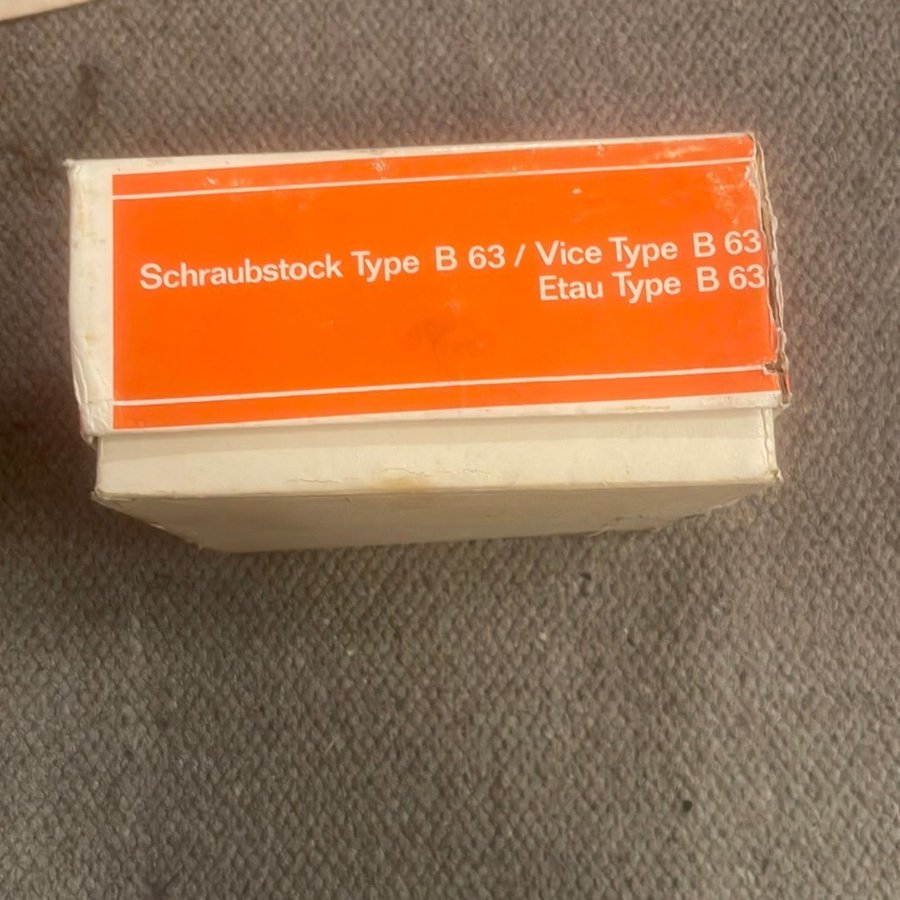 Schraubstock Type B 63 / Vice Type B 63
Etau Type B 63